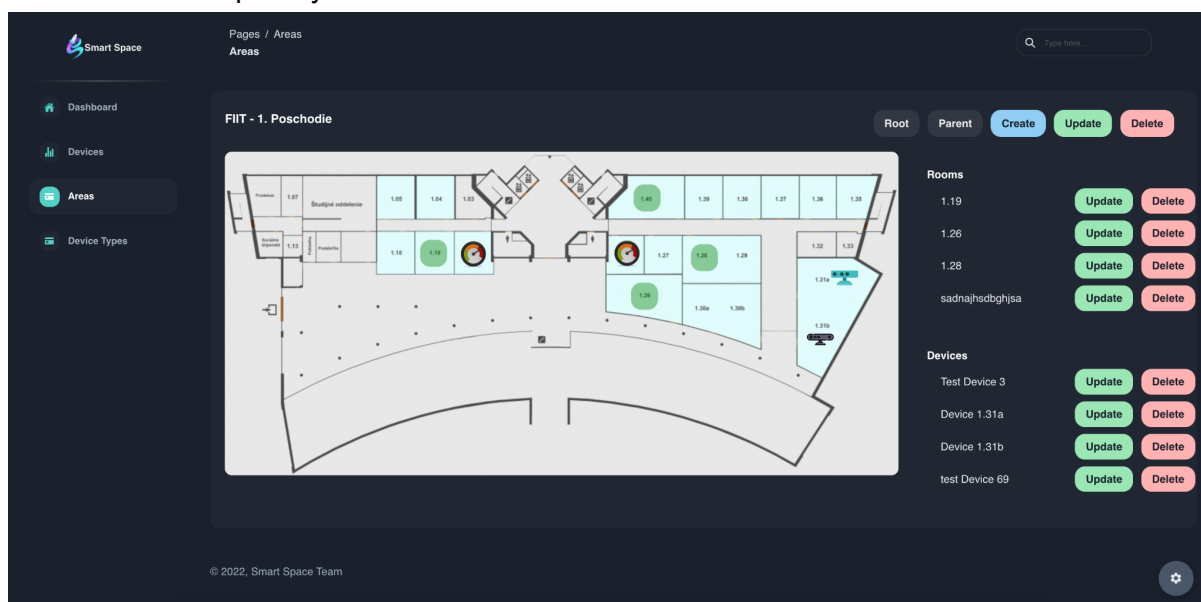 Smart Space
Pages / Areas
Areas
Type here...
Dashboard
Devices
Areas
Device Types
FIIT - 1. Poschodie
Root
Parent
Create
Update
Delete
1.07
Študijné oddelenie
1.05
1.04
1.03
1.40
1.39
1.38
1.37
1.36
1.35
1.13
Podateľňa
1.18
1.19
1.27
1.28
1.29
1.32
1.33
1.26
1.30a
1.30b
1.31a
1.31b
Rooms
1.19 Update Delete
1.26 Update Delete
1.28 Update Delete
sadnajhsdbghjsa Update Delete
Devices
Test Device 3 Update Delete
Device 1.31a Update Delete
Device 1.31b Update Delete
test Device 69 Update Delete
© 2022, Smart Space Team